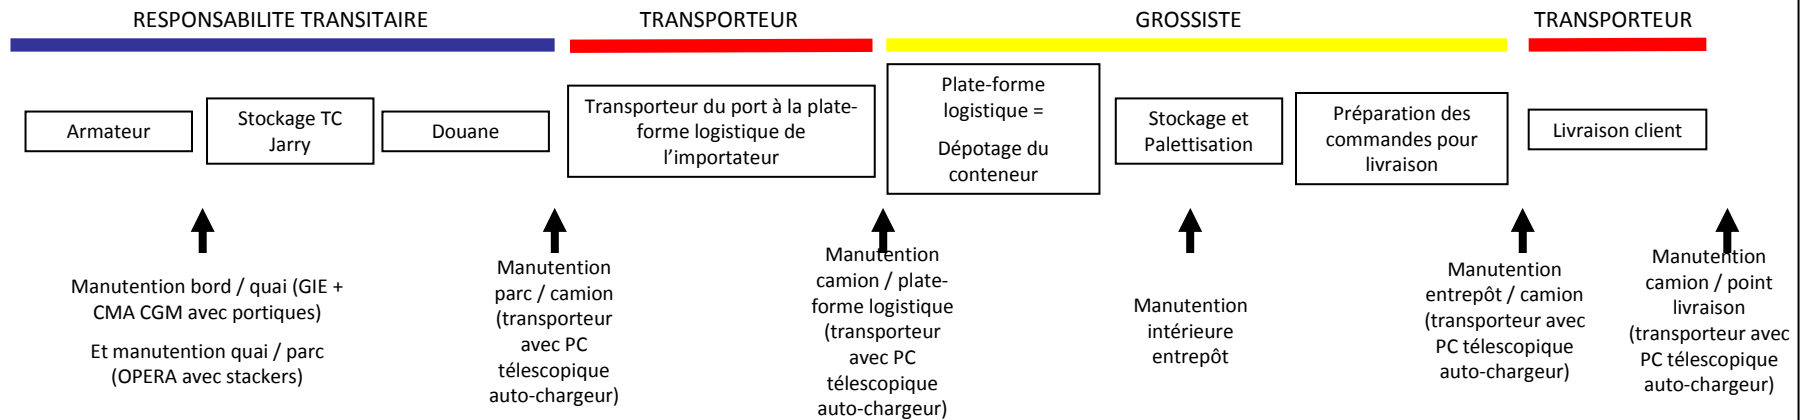 RESPONSABILITE TRANSITAIRE
TRANSPORTEUR
GROSSISTE
TRANSPORTEUR
Armateur
Stockage TC
Jarry
Douane
Transporteur du port à la plate-
forme logistique de
l’importateur
Plate-forme
logistique =
Dépotage du
conteneur
Stockage et
Palettisation
Préparation des
commandes pour
livraison
Livraison client
Manutention bord / quai (GIE +
CMA CGM avec portiques)
Et manutention quai / parc
(OPERA avec stackers)
Manutention
parc / camion
(transporteur
avec PC
télescopique
auto-chargeur)
Manutention
camion / plate-
forme logistique
(transporteur
avec PC
télescopique
auto-chargeur)
Manutention
intérieure
entrepôt
Manutention
entrepôt / camion
(transporteur avec
PC télescopique
auto-chargeur)
Manutention
camion / point
livraison
(transporteur avec
PC télescopique
auto-chargeur)